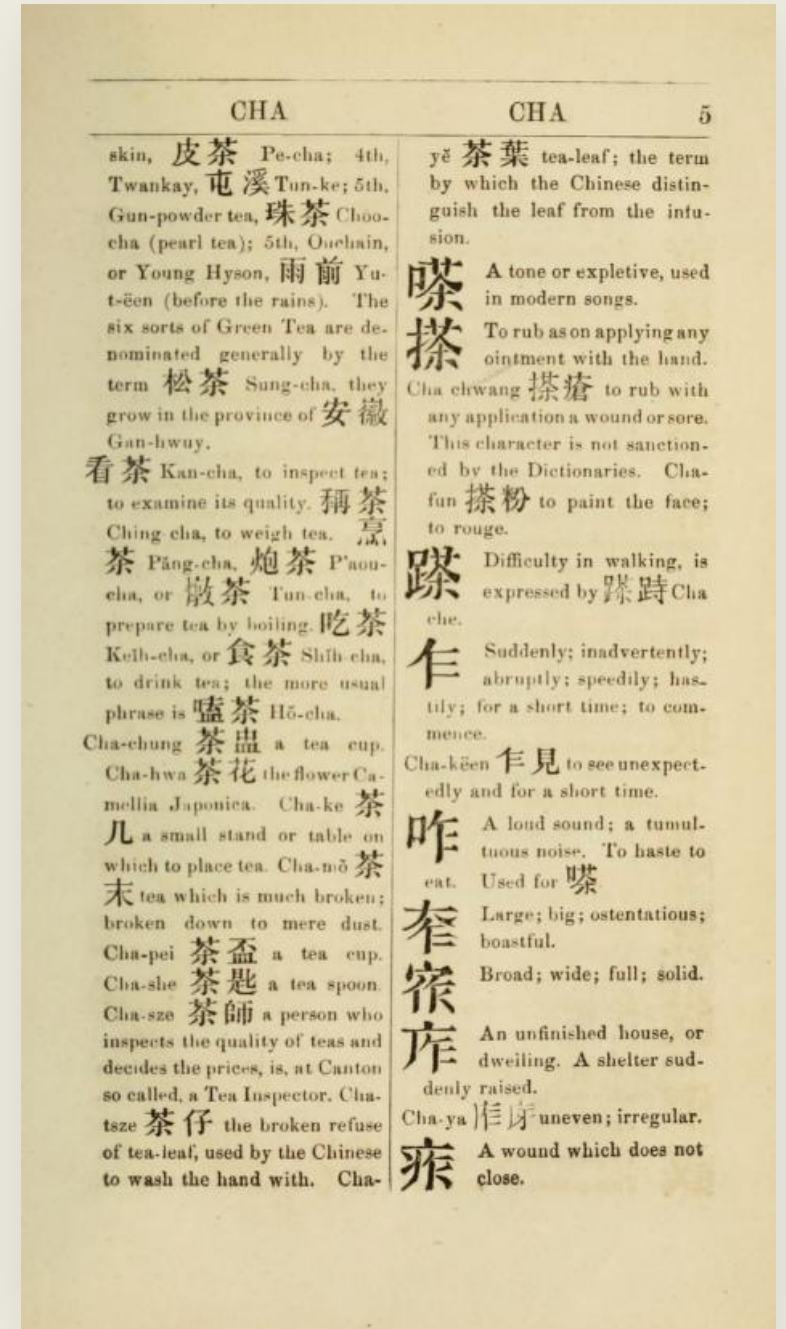 CHA CHA 5
skin, 皮茶 Pe-cha; 4th,
Twankay, 屯溪 Tun-ke; 5th,
Gun-powder tea, 珠茶 Choo-
cha (pearl tea); 5th, Ouchain,
or Young Hyson, 雨前 Yu-
t-ëen (before the rains). The
six sorts of Green Tea are de-
nominated generally by the
term 松茶 Sung-cha, they
grow in the province of 安徽
Gan-hwuy.
看茶 Kan-cha, to inspect tea;
to examine its quality. 稱茶
Ching cha, to weigh tea. 烹
茶 Păng-cha, 炮茶 P'aou-
cha, or 燉茶 Tun-cha, to
prepare tea by boiling. 吃茶
Keĭh-cha, or 食茶 Shĭh cha,
to drink tea; the more usual
phrase is 嗑茶 Hŏ-cha.
Cha-chung 茶盅 a tea cup.
Cha-hwa 茶花 the flower Ca-
mellia Japonica. Cha-ke 茶
几 a small stand or table on
which to place tea. Cha-mŏ 茶
末 tea which is much broken;
broken down to mere dust.
Cha-pei 茶盃 a tea cup.
Cha-she 茶匙 a tea spoon.
Cha-sze 茶師 a person who
inspects the quality of teas and
decides the prices, is, at Canton
so called, a Tea Inspector. Cha-
tsze 茶仔 the broken refuse
of tea-leaf, used by the Chinese
to wash the hand with. Cha-
yĕ 茶葉 tea-leaf; the term
by which the Chinese distin-
guish the leaf from the infu-
sion.
嗏 A tone or expletive, used
in modern songs.
搽 To rub as on applying any
ointment with the hand.
Cha chwang 搽瘡 to rub with
any application a wound or sore.
This character is not sanction-
ed by the Dictionaries. Cha-
fun 搽粉 to paint the face;
to rouge.
Difficulty in walking, is
expressed by Cha
che.
乍 Suddenly; inadvertently;
abruptly; speedily; has-
tily; for a short time; to com-
mence.
Cha-këen 乍見 to see unexpect-
edly and for a short time.
咋 A loud sound; a tumul-
tuous noise. To haste to
eat. Used for 嗏
Large; big; ostentatious;
boastful.
Broad; wide; full; solid.
厏 An unfinished house, or
dwelling. A shelter sud-
denly raised.
Cha-ya uneven; irregular.
A wound which does not
close.